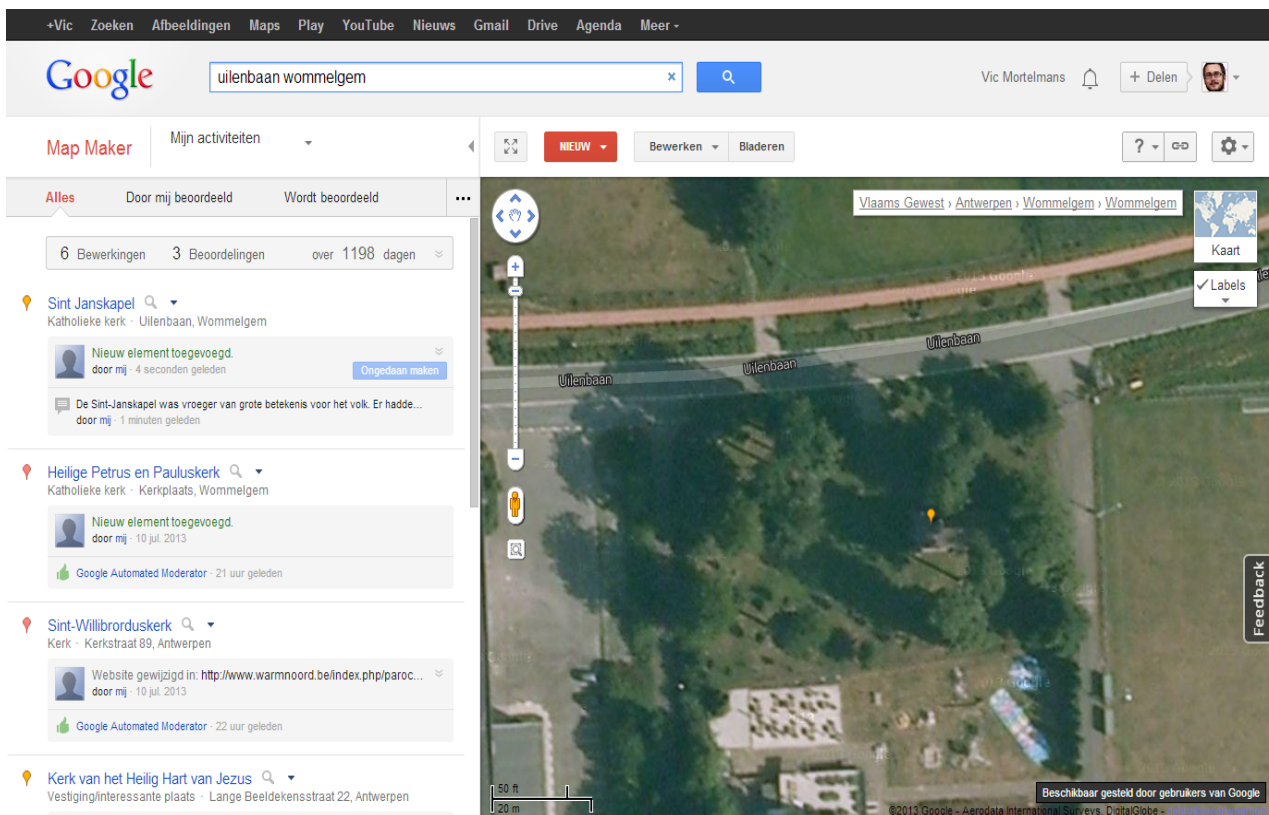 +Vic Zoeken Afbeeldingen Maps Play YouTube Nieuws Gmail Drive Agenda Meer
Google uilenbaan wommelgem × Vic Mortelmans + Delen
Map Maker Mijn activiteiten NIEUW Bewerken Bladeren ?
Alles Door mij beoordeeld Wordt beoordeeld ...
Vlaams Gewest › Antwerpen › Wommelgem › Wommelgem
Kaart
Labels
6 Bewerkingen 3 Beoordelingen over 1198 dagen
Sint Janskapel
Katholieke kerk · Uilenbaan, Wommelgem
Nieuw element toegevoegd.
door mij · 4 seconden geleden Ongedaan maken
De Sint-Janskapel was vroeger van grote betekenis voor het volk. Er hadde...
door mij · 1 minuten geleden
Heilige Petrus en Pauluskerk
Katholieke kerk · Kerkplaats, Wommelgem
Nieuw element toegevoegd.
door mij · 10 jul. 2013
Google Automated Moderator · 21 uur geleden
Sint-Willibrorduskerk
Kerk · Kerkstraat 89, Antwerpen
Website gewijzigd in: http://www.warmnoord.be/index.php/paroc...
door mij · 10 jul. 2013
Google Automated Moderator · 22 uur geleden
Kerk van het Heilig Hart van Jezus
Vestiging/interessante plaats · Lange Beeldekensstraat 22, Antwerpen
Uilenbaan
Uilenbaan
Uilenbaan
Feedback
50 ft
20 m
Beschikbaar gesteld door gebruikers van Google
©2013 Google - Aerodata International Surveys, DigitalGlobe -